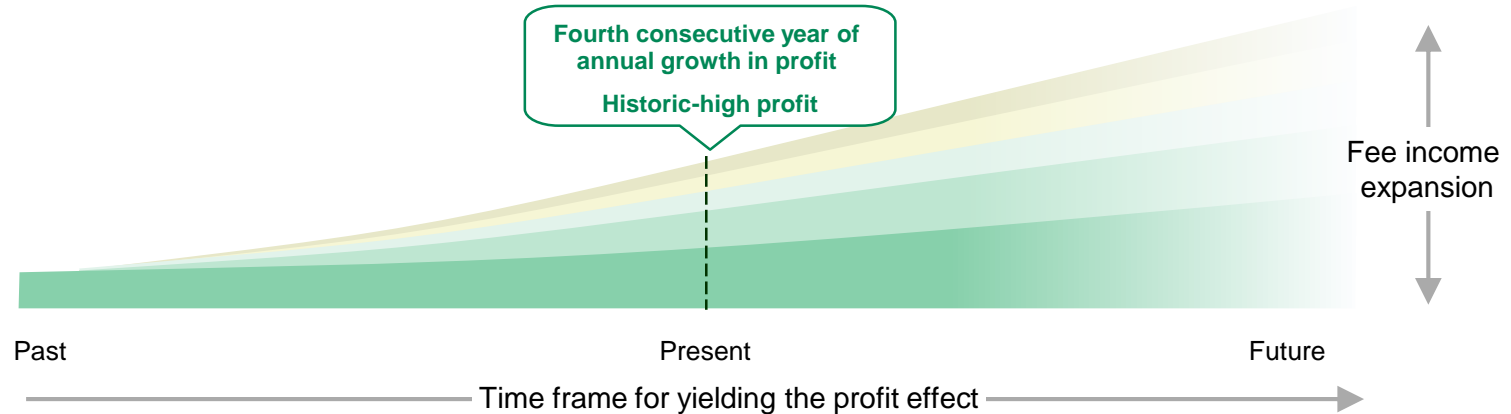 Fourth consecutive year of
annual growth in profit
Historic-high profit
Fee income
expansion
Past
Present
Future
Time frame for yielding the profit effect